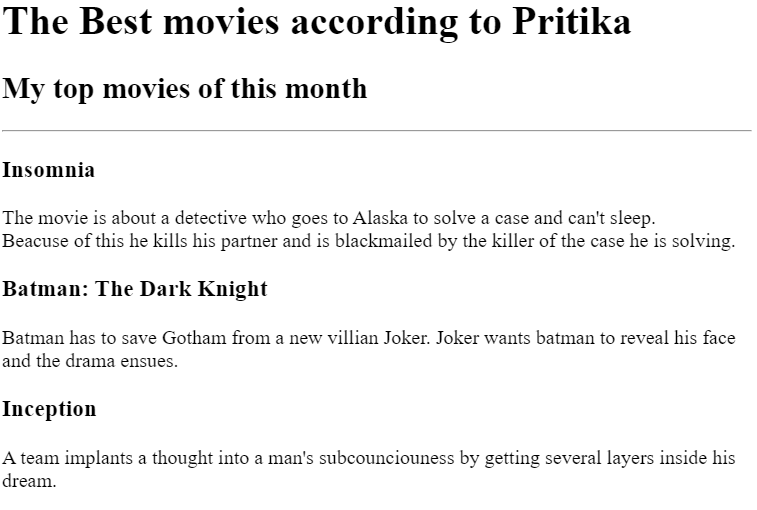 The Best movies according to Pritika
My top movies of this month
Insomnia
The movie is about a detective who goes to Alaska to solve a case and can't sleep.
Beacuse of this he kills his partner and is blackmailed by the killer of the case he is solving.
Batman: The Dark Knight
Batman has to save Gotham from a new villian Joker. Joker wants batman to reveal his face
and the drama ensues.
Inception
A team implants a thought into a man's subcounciouness by getting several layers inside his
dream.